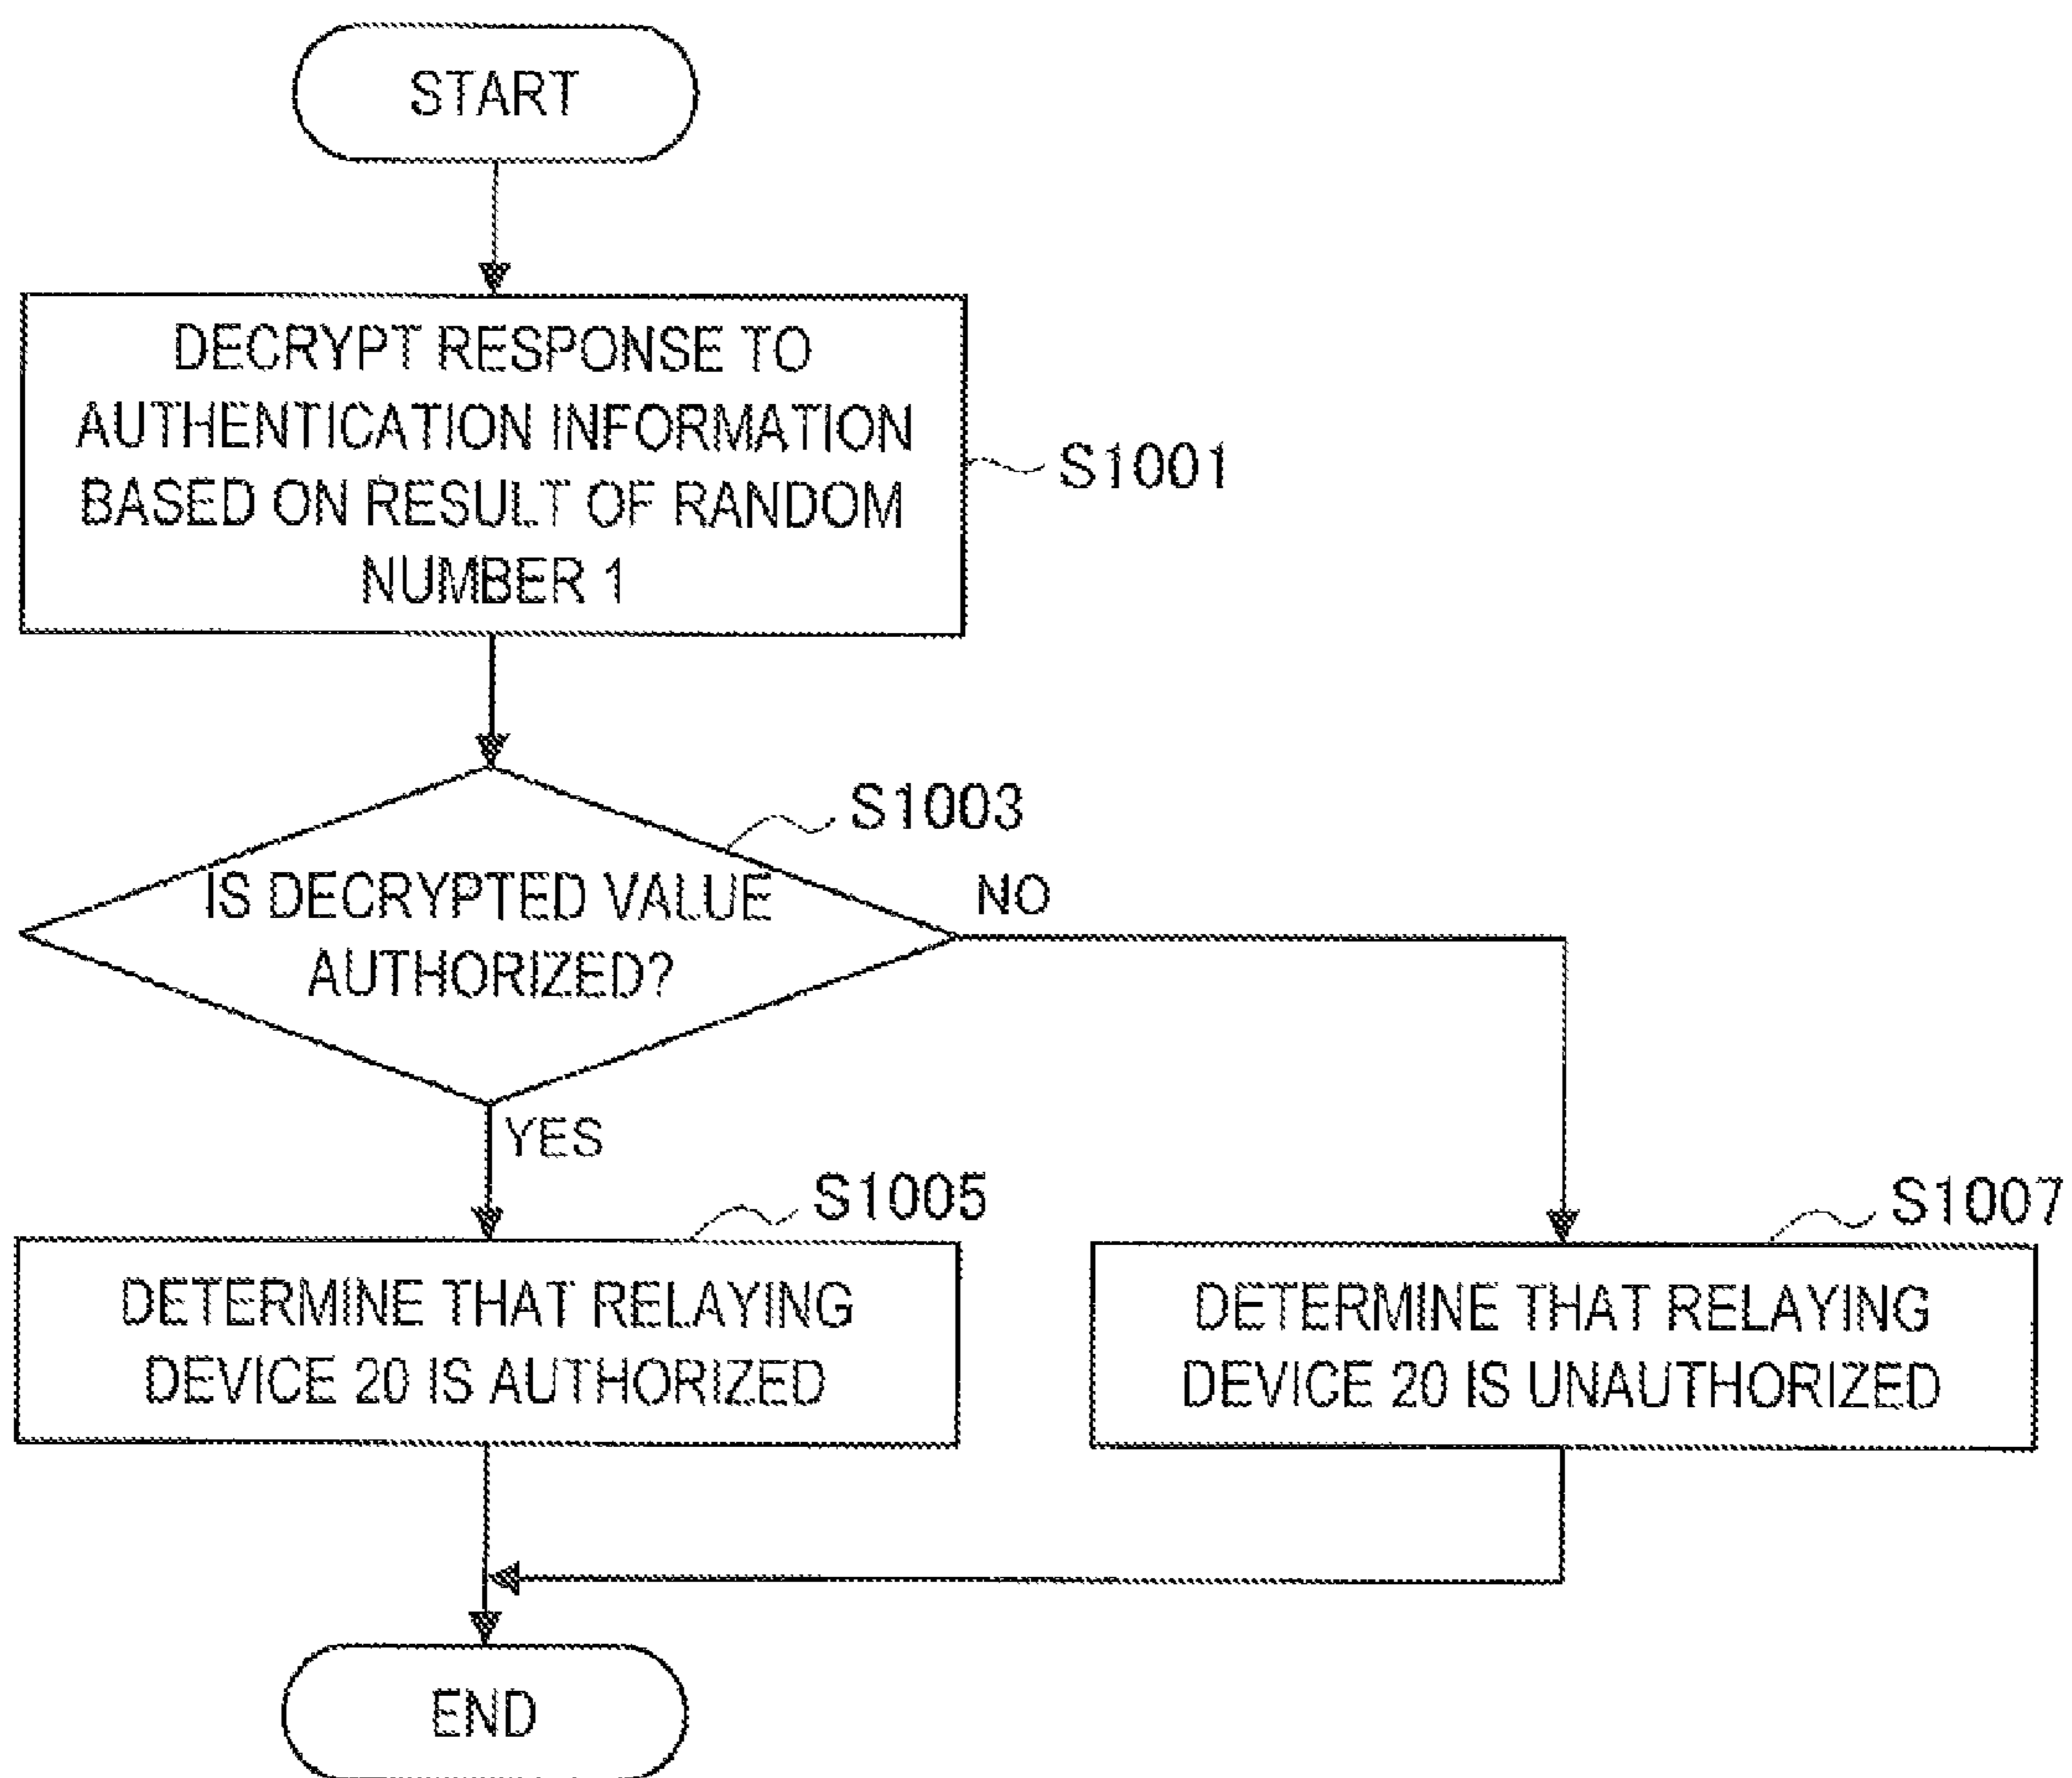 START
DECRYPT RESPONSE TO
AUTHENTICATION INFORMATION
BASED ON RESULT OF RANDOM
NUMBER 1
S1001
S1003
IS DECRYPTED VALUE
AUTHORIZED?
NO
YES
S1005
DETERMINE THAT RELAYING
DEVICE 20 IS AUTHORIZED
S1007
DETERMINE THAT RELAYING
DEVICE 20 IS UNAUTHORIZED
END